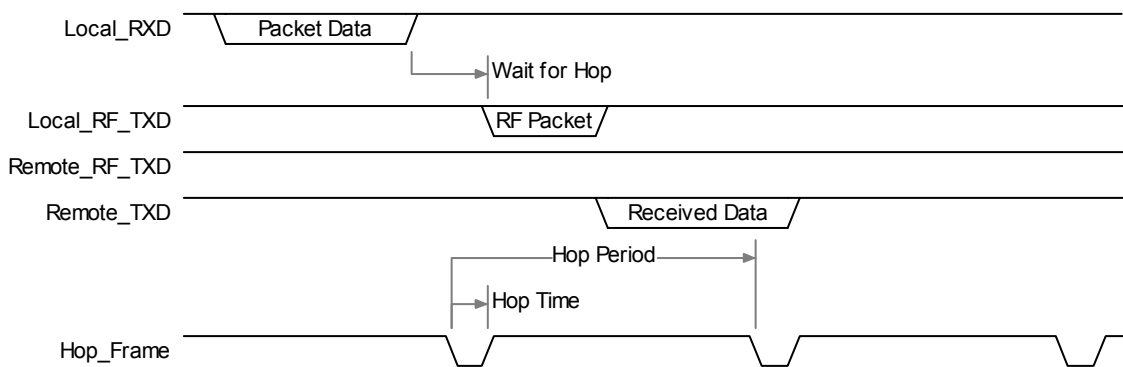 Local_RXD
Packet Data
Wait for Hop
Local_RF_TXD
RF Packet
Remote_RF_TXD
Remote_TXD
Received Data
Hop Period
Hop Time
Hop_Frame